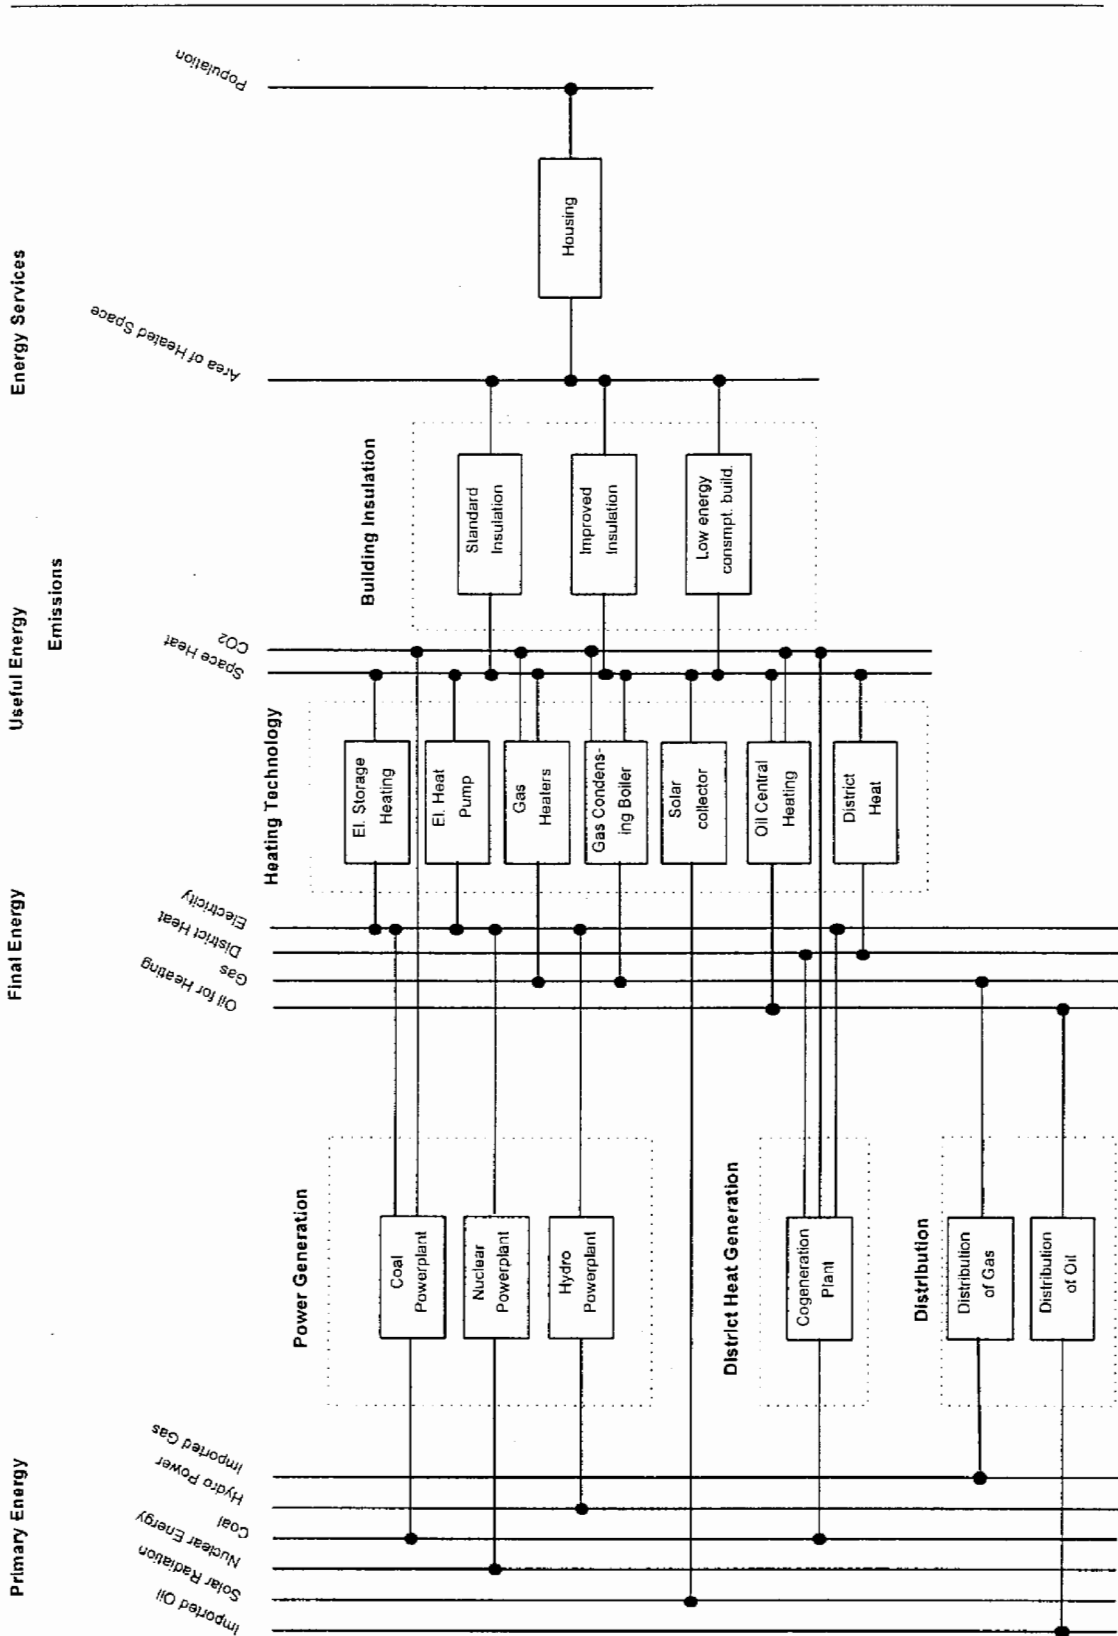 Primary Energy
Final Energy
Useful Energy
Emissions
Energy Services
Imported Oil
Solar Radiation
Nuclear Energy
Coal
Hydro Power
Imported Gas
Power Generation
Coal
Powerplant
Nuclear
Powerplant
Hydro
Powerplant
District Heat Generation
Cogeneration
Plant
Distribution
Distribution
of Gas
Distribution
of Oil
Oil for Heating
Gas
District Heat
Electricity
Heating Technology
El. Storage
Heating
El. Heat
Pump
Gas
Heaters
Gas Condens-
ing Boiler
Solar
collector
Oil Central
Heating
District
Heat
Space Heat
CO2
Building Insulation
Standard
Insulation
Improved
Insulation
Low energy
consmpt. build.
Area of Heated Space
Housing
Population